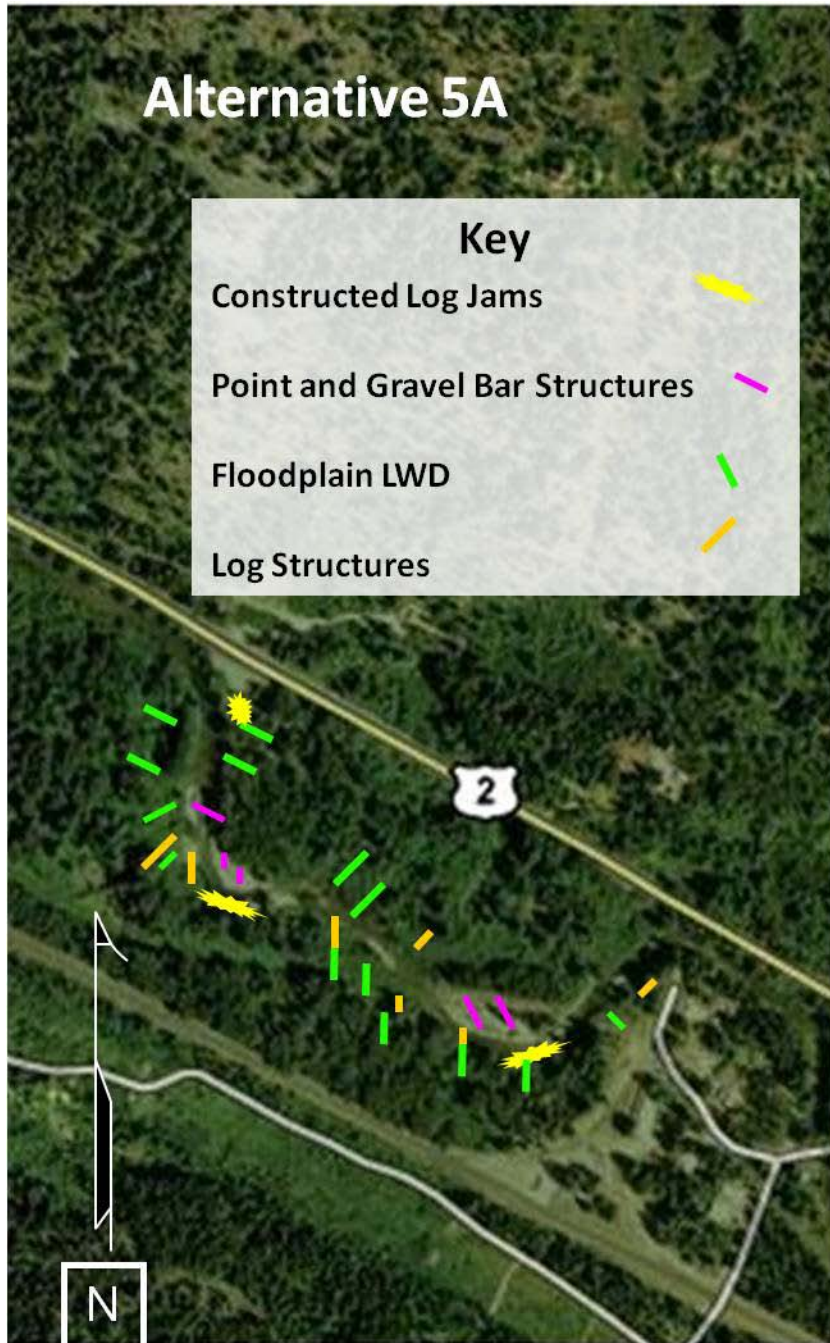 Alternative 5A
Key
Constructed Log Jams
Point and Gravel Bar Structures
Floodplain LWD
Log Structures
2
N